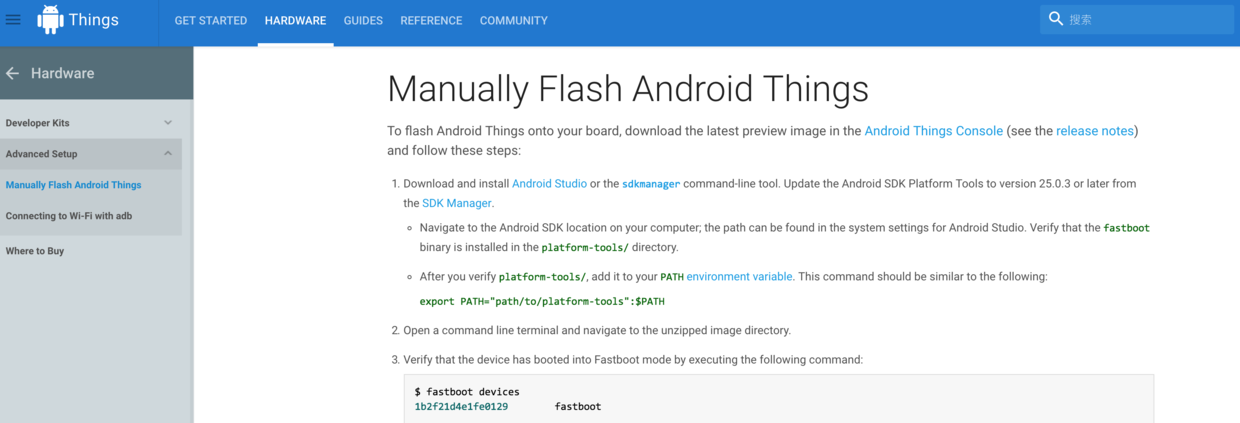 Things
GET STARTED
HARDWARE
GUIDES
REFERENCE
COMMUNITY
搜索
Hardware
Developer Kits
Advanced Setup
Manually Flash Android Things
Connecting to Wi-Fi with adb
Where to Buy
Manually Flash Android Things
To flash Android Things onto your board, download the latest preview image in the Android Things Console (see the release notes)
and follow these steps:
1. Download and install Android Studio or the sdkmanager command-line tool. Update the Android SDK Platform Tools to version 25.0.3 or later from
the SDK Manager.
Navigate to the Android SDK location on your computer; the path can be found in the system settings for Android Studio. Verify that the fastboot
binary is installed in the platform-tools/ directory.
After you verify platform-tools/, add it to your PATH environment variable. This command should be similar to the following:
export PATH="path/to/platform-tools":$PATH
2. Open a command line terminal and navigate to the unzipped image directory.
3. Verify that the device has booted into Fastboot mode by executing the following command:
$ fastboot devices
1b2f21d4e1fe0129 fastboot